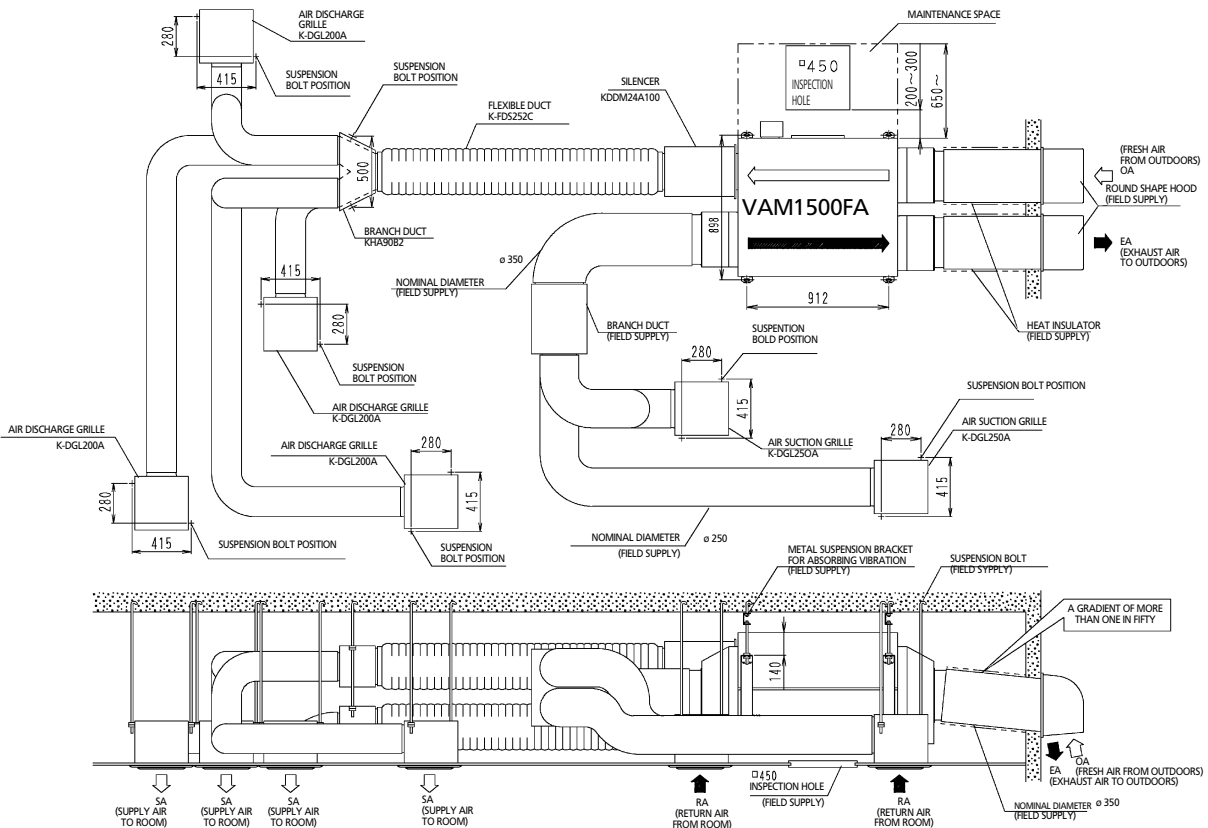 AIR DISCHARGE
GRILLE
K-DGL200A
280
415
SUSPENSION
BOLT POSITION
SUSPENSION
BOLT POSITION
FLEXIBLE DUCT
K-FDS252C
SILENCER
KDDM24A100
MAINTENANCE SPACE
□450
INSPECTION
HOLE
200~300
650~
(FRESH AIR
FROM OUTDOORS)
OA
ROUND SHAPE HOOD
(FIELD SUPPLY)
EA
(EXHAUST AIR
TO OUTDOORS)
500
VAM1500FA
898
912
BRANCH DUCT
KHA90B2
ø 350
NOMINAL DIAMETER
(FIELD SUPPLY)
HEAT INSULATOR
(FIELD SUPPLY)
415
280
SUSPENSION
BOLT POSITION
AIR DISCHARGE GRILLE
K-DGL200A
BRANCH DUCT
(FIELD SUPPLY)
SUSPENTION
BOLD POSITION
280
415
AIR SUCTION GRILLE
K-DGL25OA
SUSPENSION BOLT POSITION
AIR SUCTION GRILLE
K-DGL250A
280
415
AIR DISCHARGE GRILLE
K-DGL200A
280
415
SUSPENSION BOLT POSITION
AIR DISCHARGE GRILLE
K-DGL200A
280
415
SUSPENSION
BOLT POSITION
NOMINAL DIAMETER ø 250
(FIELD SUPPLY)
METAL SUSPENSION BRACKET
FOR ABSORBING VIBRATION
(FIELD SUPPLY)
SUSPENSION BOLT
(FIELD SYPPLY)
A GRADIENT OF MORE
THAN ONE IN FIFTY
140
SA
(SUPPLY AIR
TO ROOM)
SA
(SUPPLY AIR
TO ROOM)
SA
(SUPPLY AIR
TO ROOM)
SA
(SUPPLY AIR
TO ROOM)
RA
(RETURN AIR
FROM ROOM)
□450
INSPECTION HOLE
(FIELD SUPPLY)
RA
(RETURN AIR
FROM ROOM)
OA
(FRESH AIR FROM OUTDOORS)
EA
(EXHAUST AIR TO OUTDOORS)
NOMINAL DIAMETER ø 350
(FIELD SUPPLY)